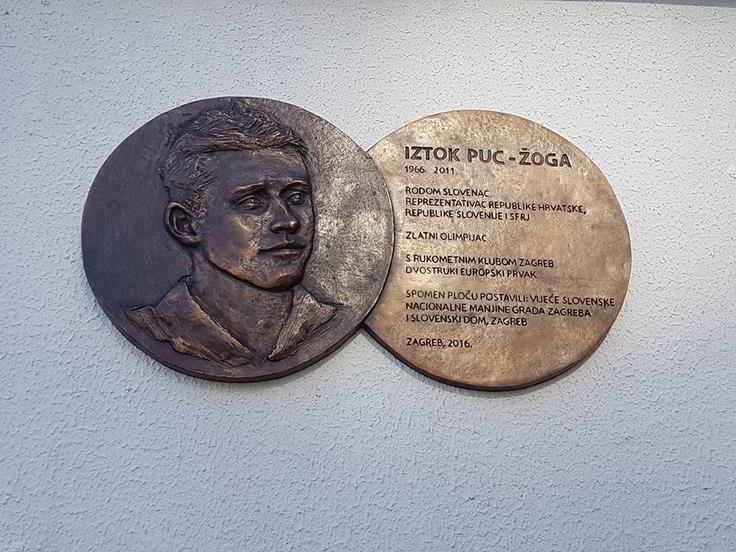 IZTOK PUC - ŽOGA
1966 2011.
RODOM SLOVENAC
REPREZENTATIVAC REPUBLIKE HRVATSKE,
REPUBLIKE SLOVENIJE I SFRJ
ZLATNI OLIMPIJAC
S RUKOMETNIM KLUBOM ZAGREB
DVOSTRUKI EUROPSKI PRVAK
SPOMEN PLOČU POSTAVILI: VIJEĆE SLOVENSKE
NACIONALNE MANJINE GRADA ZAGREBA
I SLOVENSKI DOM, ZAGREB
ZAGREB, 2016.